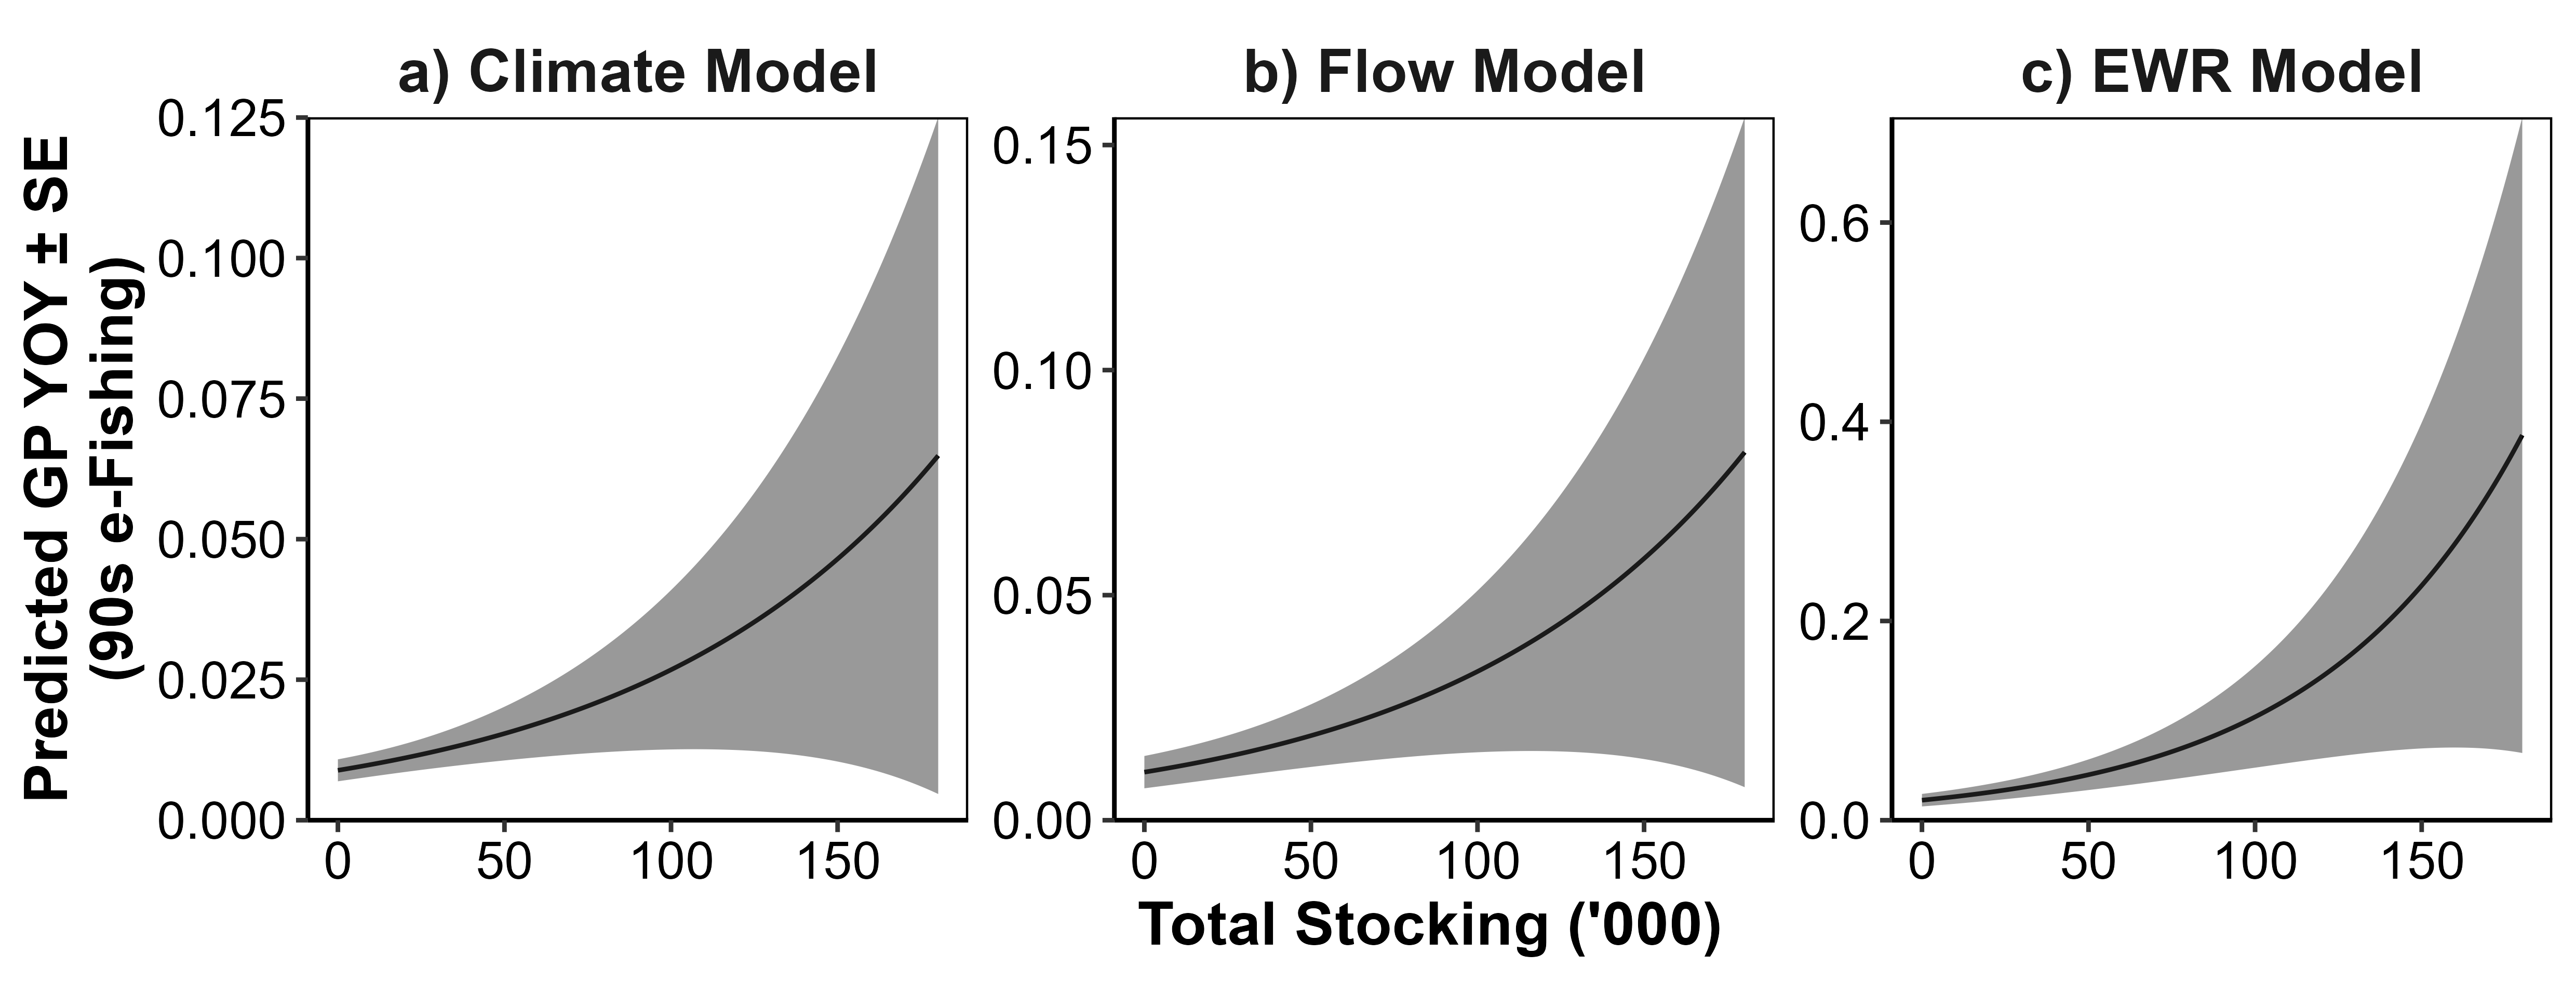 a) Climate Model
b) Flow Model
c) EWR Model
Predicted GP YOY ± SE
(90s e-Fishing)
0.125
0.100
0.075
0.050
0.025
0.000
0 50 100 150
0.15
0.10
0.05
0.00
0 50 100 150
0.6
0.4
0.2
0.0
0 50 100 150
Total Stocking ('000)